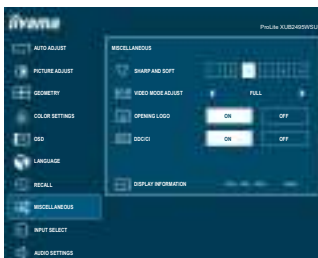 iiyama
ProLite XUB2495WSU
AUTO ADJUST
PICTURE ADJUST
GEOMETRY
COLOR SETTINGS
OSD
LANGUAGE
RECALL
MISCELLANEOUS
INPUT SELECT
AUDIO SETTINGS
MISCELLANEOUS
SHARP AND SOFT
VIDEO MODE ADJUST FULL
OPENING LOGO ON OFF
DDC/CI ON OFF
DISPLAY INFORMATION